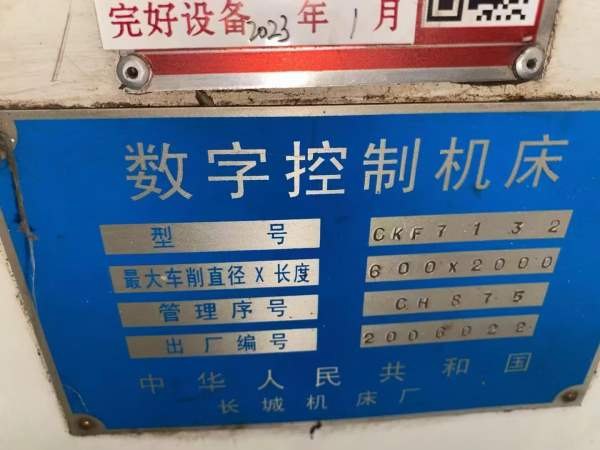 完好设备 2023 年 1 月
数字控制机床
型号 CKF7132
最大车削直径 X 长度 600X2000
管理序号 CH875
出厂编号 2006022
中华人民共和国
长城机床厂